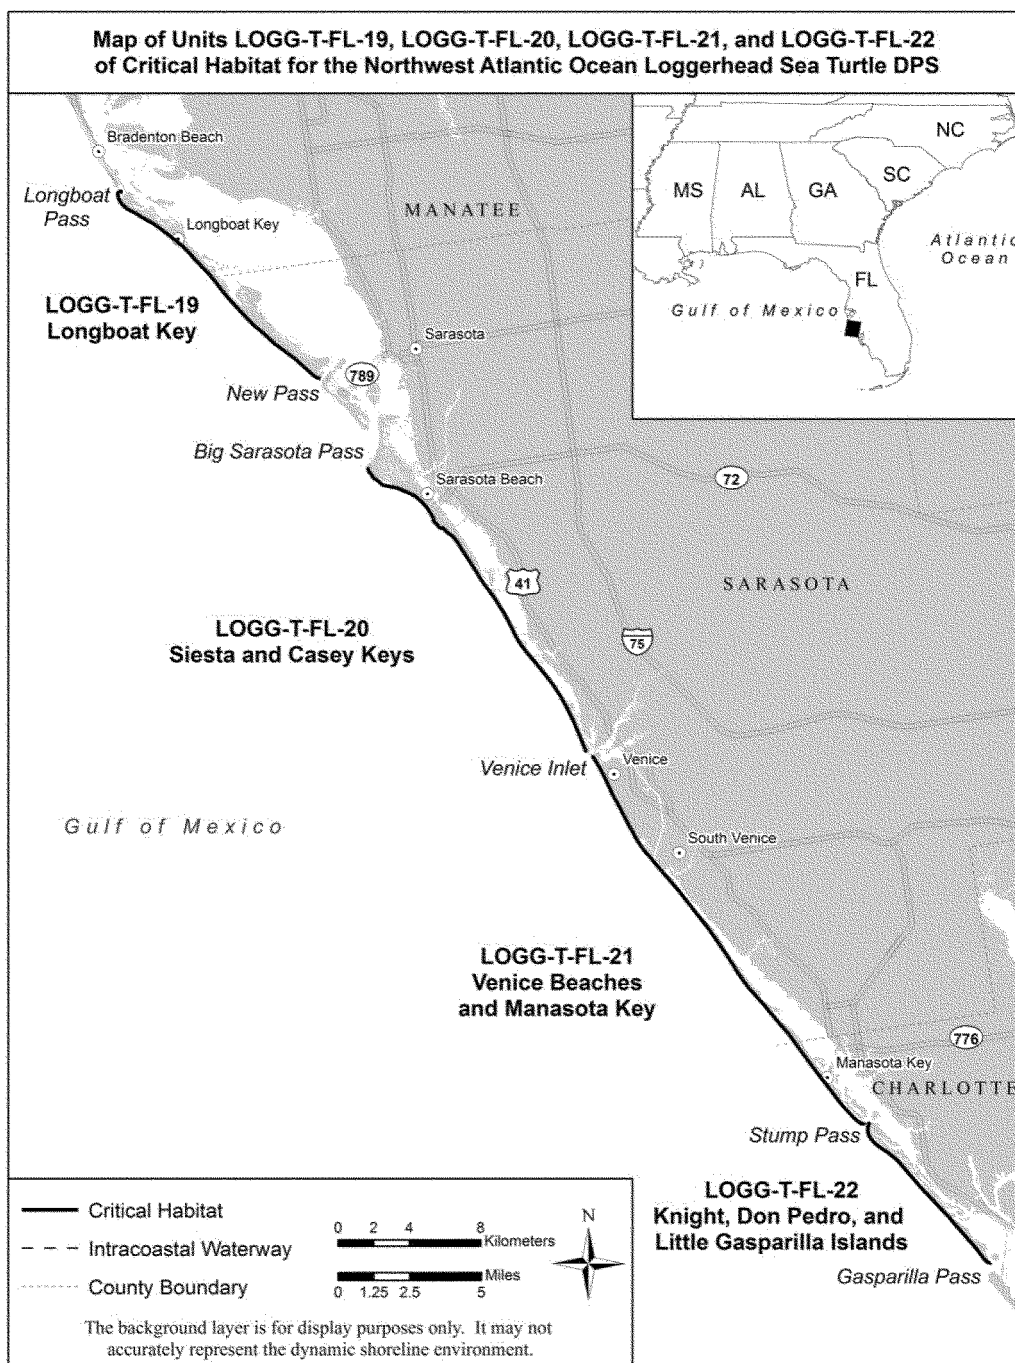 Map of Units LOGG-T-FL-19, LOGG-T-FL-20, LOGG-T-FL-21, and LOGG-T-FL-22
of Critical Habitat for the Northwest Atlantic Ocean Loggerhead Sea Turtle DPS
Bradenton Beach
Longboat
Pass
Longboat Key
MANATEE
LOGG-T-FL-19
Longboat Key
Sarasota
789
New Pass
Big Sarasota Pass
Sarasota Beach
72
41
SARASOTA
LOGG-T-FL-20
Siesta and Casey Keys
75
Venice Inlet
Venice
Gulf of Mexico
South Venice
LOGG-T-FL-21
Venice Beaches
and Manasota Key
776
Manasota Key
CHARLOTTE
Stump Pass
LOGG-T-FL-22
Knight, Don Pedro, and
Little Gasparilla Islands
Gasparilla Pass
NC
SC
MS
AL
GA
Atlantic
Ocean
FL
Gulf of Mexico
Critical Habitat
Intracoastal Waterway
County Boundary
0 2 4 8
Kilometers
Miles
0 1.25 2.5 5
N
The background layer is for display purposes only. It may not
accurately represent the dynamic shoreline environment.